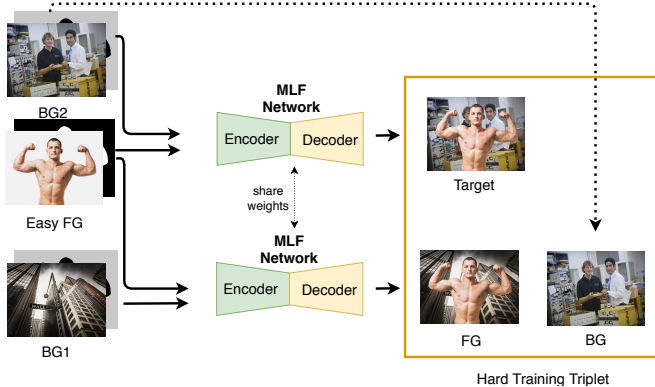 BG2
Easy FG
BG1
MLF
Network
Encoder
Decoder
share
weights
MLF
Network
Encoder
Decoder
Target
FG
BG
Hard Training Triplet